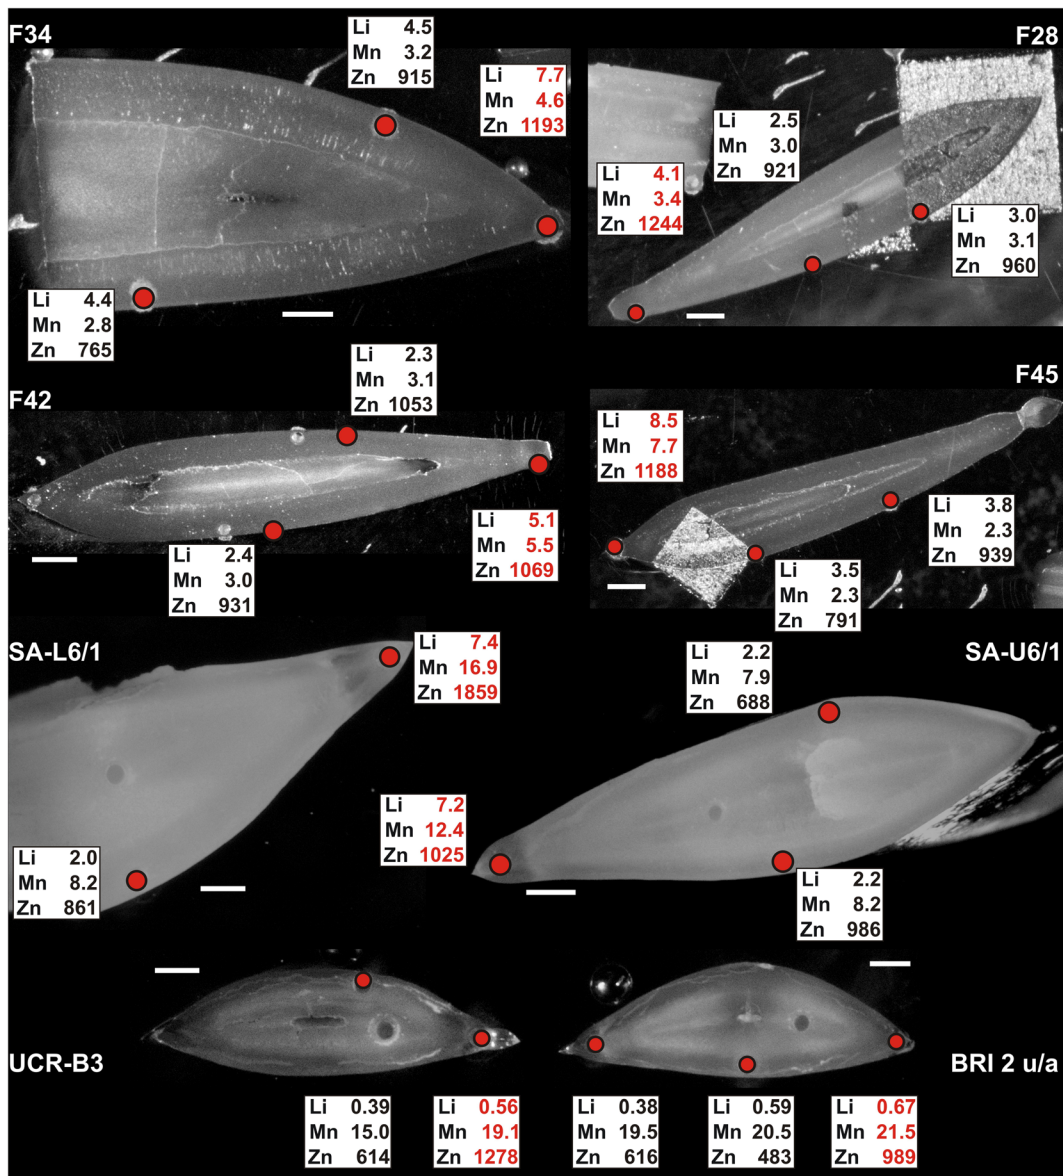 F34
Li 4.5
Mn 3.2
Zn 915
Li 7.7
Mn 4.6
Zn 1193
Li 4.4
Mn 2.8
Zn 765
F28
Li 2.5
Mn 3.0
Zn 921
Li 4.1
Mn 3.4
Zn 1244
Li 3.0
Mn 3.1
Zn 960
F42
Li 2.3
Mn 3.1
Zn 1053
Li 2.4
Mn 3.0
Zn 931
Li 5.1
Mn 5.5
Zn 1069
F45
Li 8.5
Mn 7.7
Zn 1188
Li 3.8
Mn 2.3
Zn 939
Li 3.5
Mn 2.3
Zn 791
SA-L6/1
Li 7.4
Mn 16.9
Zn 1859
Li 2.0
Mn 8.2
Zn 861
SA-U6/1
Li 2.2
Mn 7.9
Zn 688
Li 7.2
Mn 12.4
Zn 1025
Li 2.2
Mn 8.2
Zn 986
UCR-B3
Li 0.39
Mn 15.0
Zn 614
Li 0.56
Mn 19.1
Zn 1278
BRI 2 u/a
Li 0.38
Mn 19.5
Zn 616
Li 0.59
Mn 20.5
Zn 483
Li 0.67
Mn 21.5
Zn 989